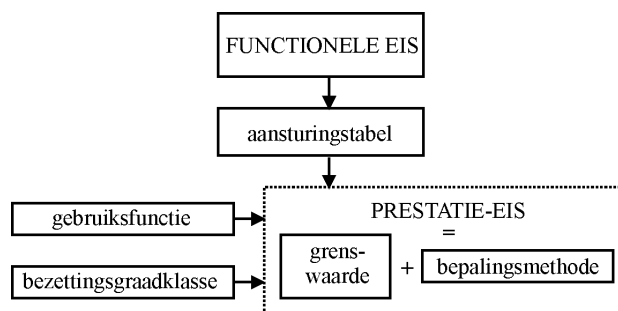 FUNCTIONELE EIS
aansturingstabel
gebruiksfunctie
bezettingsgraadklasse
PRESTATIE-EIS
=
grens-
waarde
+
bepalingsmethode